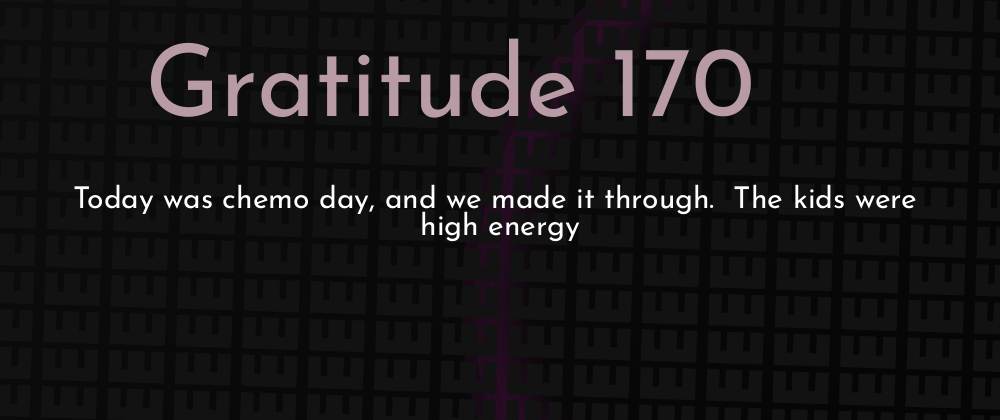 Gratitude 170
Today was chemo day, and we made it through.  The kids were
high energy